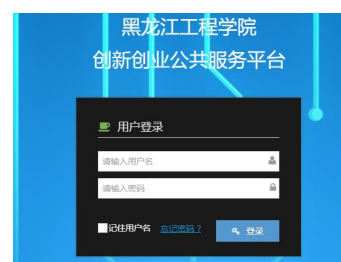 黑龙江工程学院
创新创业公共服务平台
用户登录
请输入用户名
请输入密码
记住用户名 忘记密码？ 登录